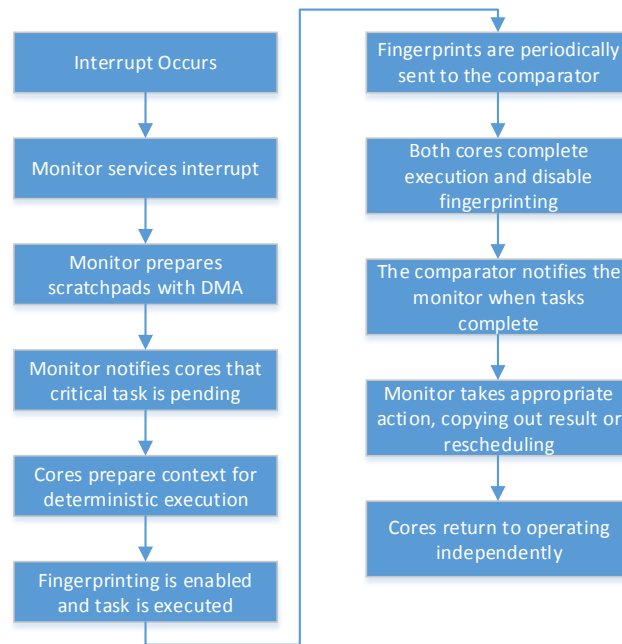 Interrupt Occurs
Monitor services interrupt
Monitor prepares
scratchpads with DMA
Monitor notifies cores that
critical task is pending
Cores prepare context for
deterministic execution
Fingerprinting is enabled
and task is executed
Fingerprints are periodically
sent to the comparator
Both cores complete
execution and disable
fingerprinting
The comparator notifies the
monitor when tasks
complete
Monitor takes appropriate
action, copying out result or
rescheduling
Cores return to operating
independently